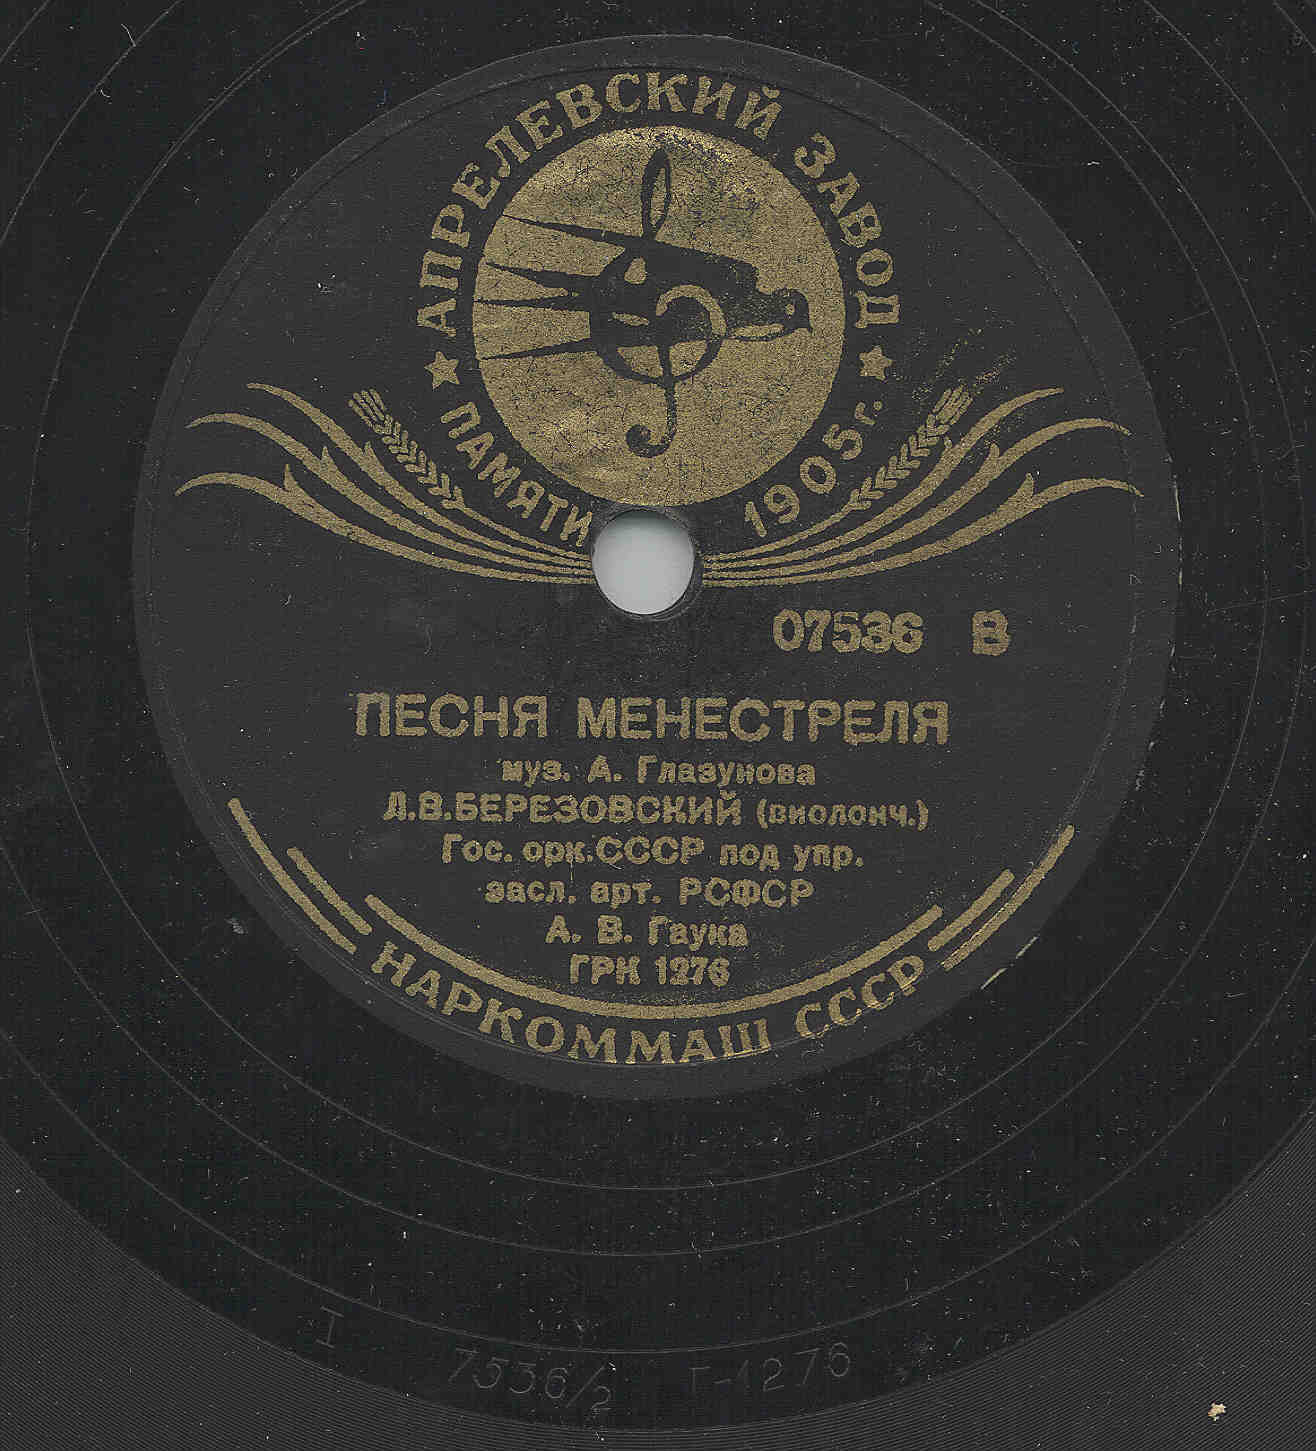 АПРЕЛЕВСКИЙ ЗАВОД
ПАМЯТИ 1905 г.
07536 В
ПЕСНЯ МЕНЕСТРЕЛЯ
муз. А. Глазунова
Л.В.БЕРЕЗОВСКИЙ (виолонч.)
Гос. орк.СССР под упр.
засл. арт. РСФСР
А. В. Гаука
ГРК 1276
НАРКОММАШ СССР
I 7536/2 Г-1276